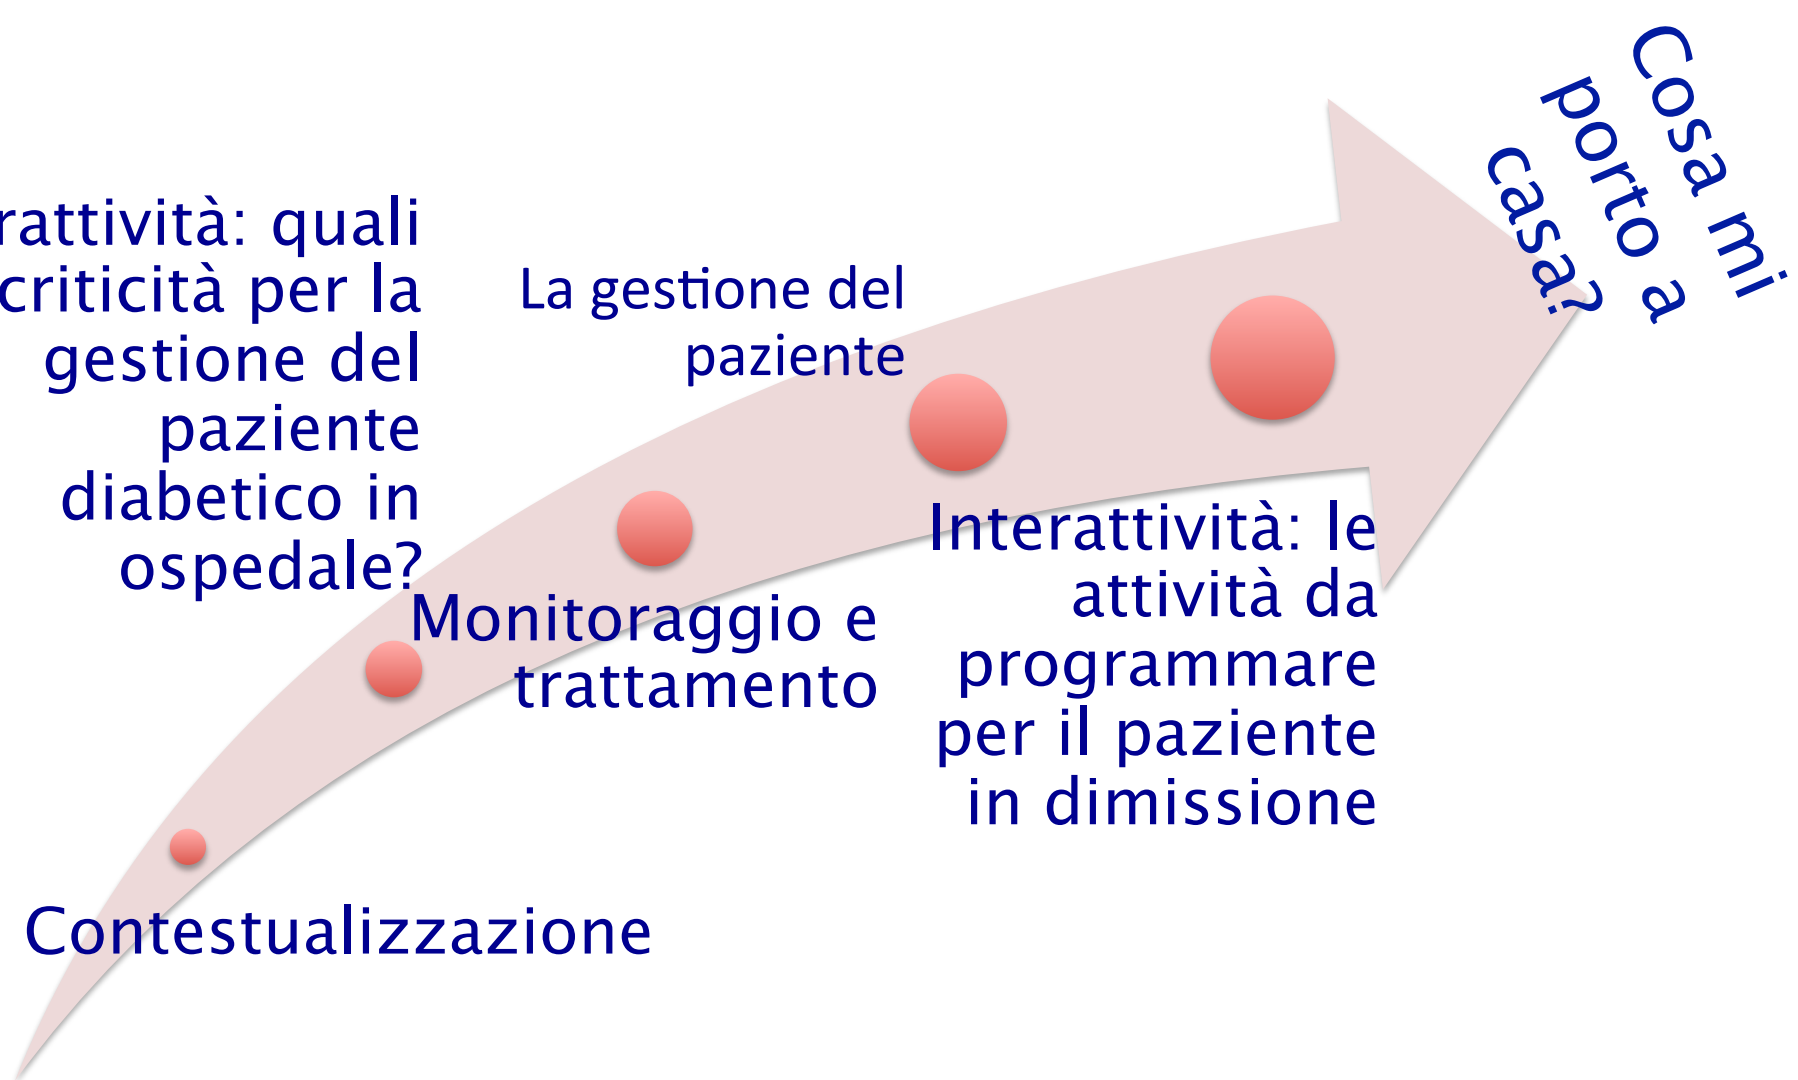 Cosa mi
porto a
casa?
rattività: quali
criticità per la
gestione del
paziente
diabetico in
ospedale?
La gestione del
paziente
Interattività: le
attività da
programmare
per il paziente
in dimissione
Monitoraggio e
trattamento
Contestualizzazione